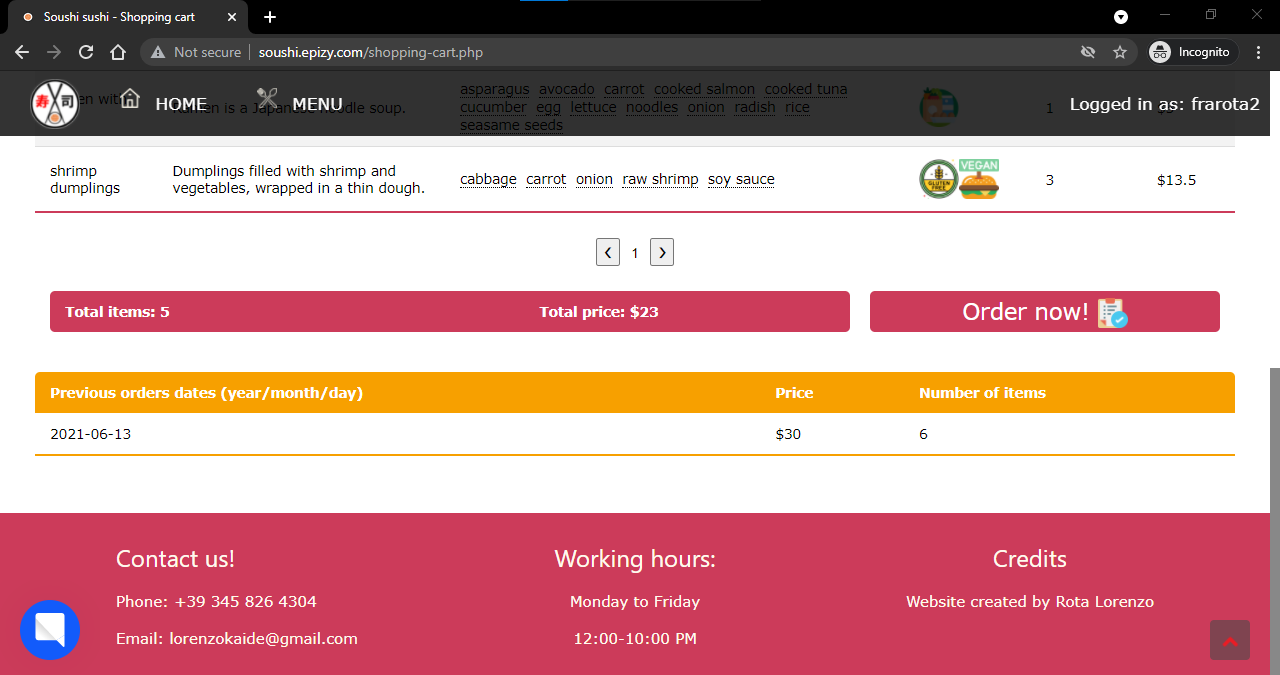 Soushi sushi - Shopping cart
Not secure
soushi.epizy.com/shopping-cart.php
Incognito
寿 司
HOME
MENU
Logged in as: frarota2
en with
Ramen is a Japanese noodle soup.
asparagus avocado carrot cooked salmon cooked tuna
cucumber egg lettuce noodles onion radish rice
seasame seeds
1
shrimp
dumplings
Dumplings filled with shrimp and
vegetables, wrapped in a thin dough.
cabbage carrot onion raw shrimp soy sauce
GLUTEN
FREE
VEGAN
3
$13.5
1
Total items: 5
Total price: $23
Order now!
Previous orders dates (year/month/day)
Price
Number of items
2021-06-13
$30
6
Contact us!
Phone: +39 345 826 4304
Email: lorenzokaide@gmail.com
Working hours:
Monday to Friday
12:00-10:00 PM
Credits
Website created by Rota Lorenzo